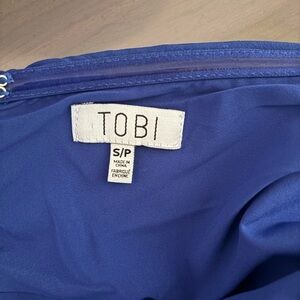 TOBI
S/P
MADE IN
CHINA
FABRIQUÉ
EN CHINE